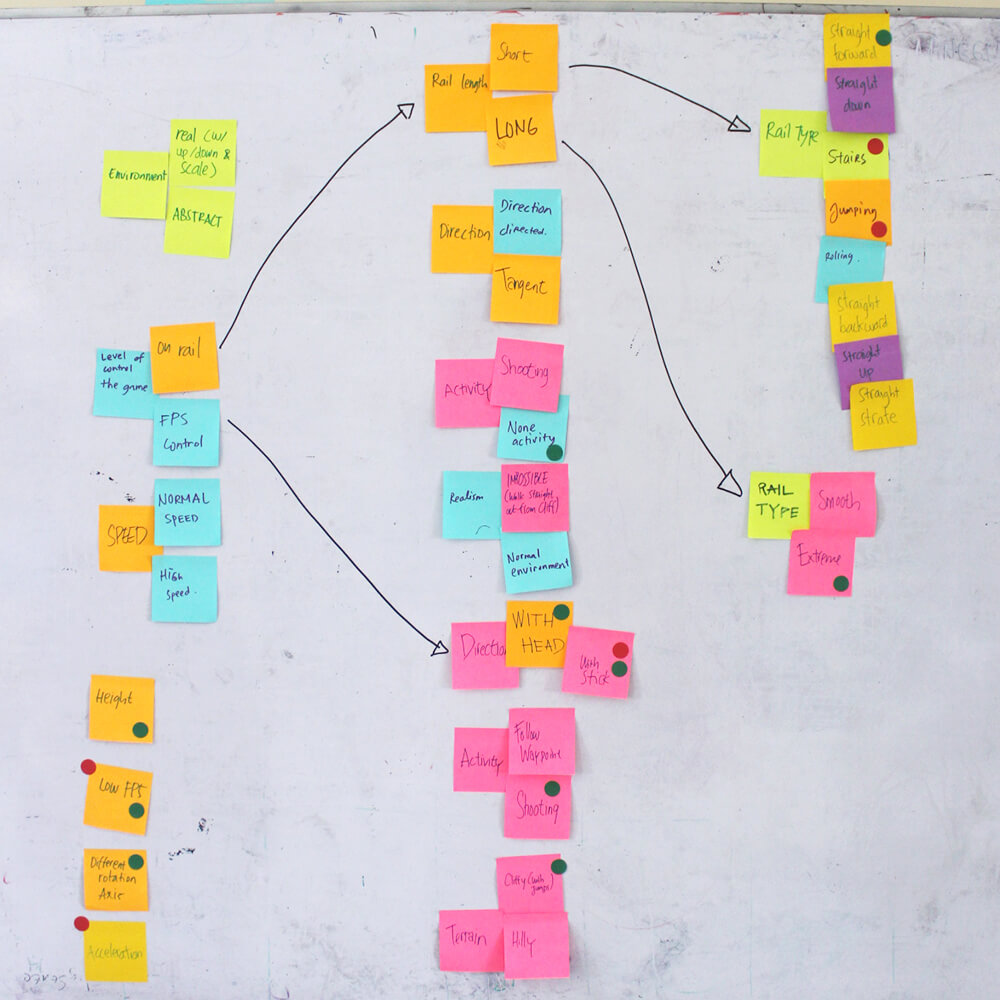 Environment
real (w/
up/down &
Scale)
ABSTRACT
Level of
control
the game
on rail
FPS
Control
SPEED
NORMAL
SPEED
High
Speed.
Height
Low FPS
Different
rotation
Axis
Acceleration
Rail length
Short
LONG
Direction
Direction
directed.
Tangent
Activity
Shooting
None
activity
Realism
IMPOSSIBLE
(Walk straight
out from Cliff)
Normal
environment
Directio
WITH
HEAD
With
Stick
Activity
Follow
Waypoint
Shooting
(with
jumps)
Terrain
Hilly
Straight
forward
Straight
down
Rail Type
Stairs
Jumping
Rolling.
Straight
backward
Straight
up
Straight
strafe
RAIL
TYPE
Smooth
Extreme